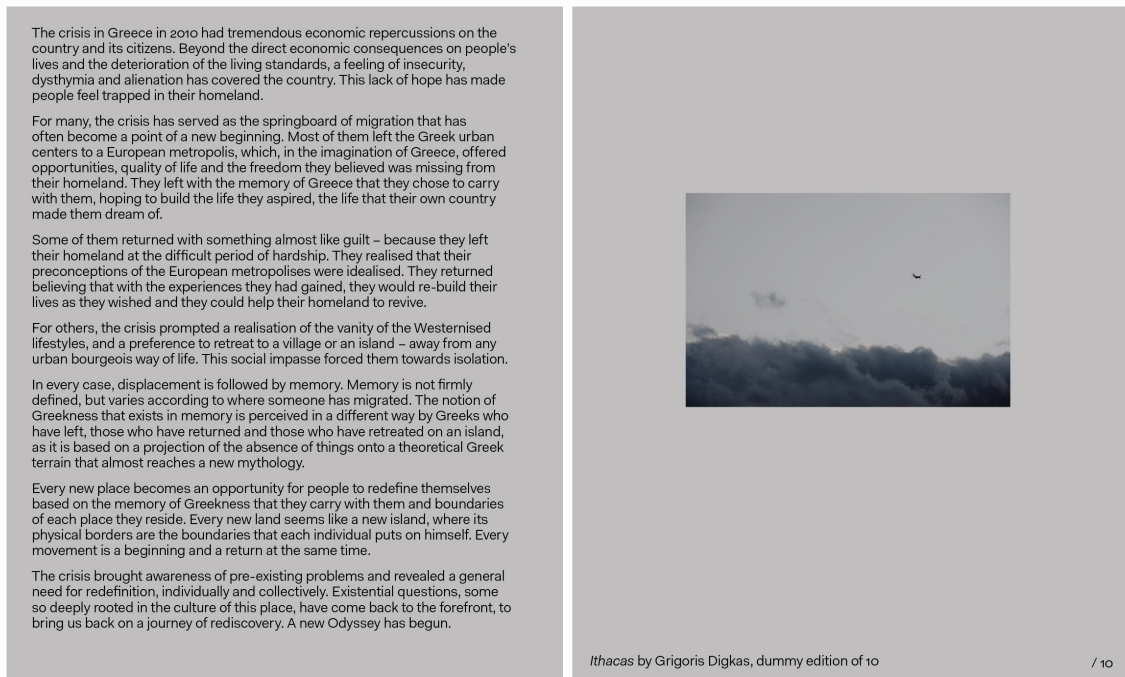 The crisis in Greece in 2010 had tremendous economic repercussions on the
country and its citizens. Beyond the direct economic consequences on people's
lives and the deterioration of the living standards, a feeling of insecurity,
dysthymia and alienation has covered the country. This lack of hope has made
people feel trapped in their homeland.
For many, the crisis has served as the springboard of migration that has
often become a point of a new beginning. Most of them left the Greek urban
centers to a European metropolis, which, in the imagination of Greece, offered
opportunities, quality of life and the freedom they believed was missing from
their homeland. They left with the memory of Greece that they chose to carry
with them, hoping to build the life they aspired, the life that their own country
made them dream of.
Some of them returned with something almost like guilt – because they left
their homeland at the difficult period of hardship. They realised that their
preconceptions of the European metropolises were idealised. They returned
believing that with the experiences they had gained, they would re-build their
lives as they wished and they could help their homeland to revive.
For others, the crisis prompted a realisation of the vanity of the Westernised
lifestyles, and a preference to retreat to a village or an island – away from any
urban bourgeois way of life. This social impasse forced them towards isolation.
In every case, displacement is followed by memory. Memory is not firmly
defined, but varies according to where someone has migrated. The notion of
Greekness that exists in memory is perceived in a different way by Greeks who
have left, those who have returned and those who have retreated on an island,
as it is based on a projection of the absence of things onto a theoretical Greek
terrain that almost reaches a new mythology.
Every new place becomes an opportunity for people to redefine themselves
based on the memory of Greekness that they carry with them and boundaries
of each place they reside. Every new land seems like a new island, where its
physical borders are the boundaries that each individual puts on himself. Every
movement is a beginning and a return at the same time.
The crisis brought awareness of pre-existing problems and revealed a general
need for redefinition, individually and collectively. Existential questions, some
so deeply rooted in the culture of this place, have come back to the forefront, to
bring us back on a journey of rediscovery. A new Odyssey has begun.
Ithacas by Grigoris Digkas, dummy edition of 10
/ 10